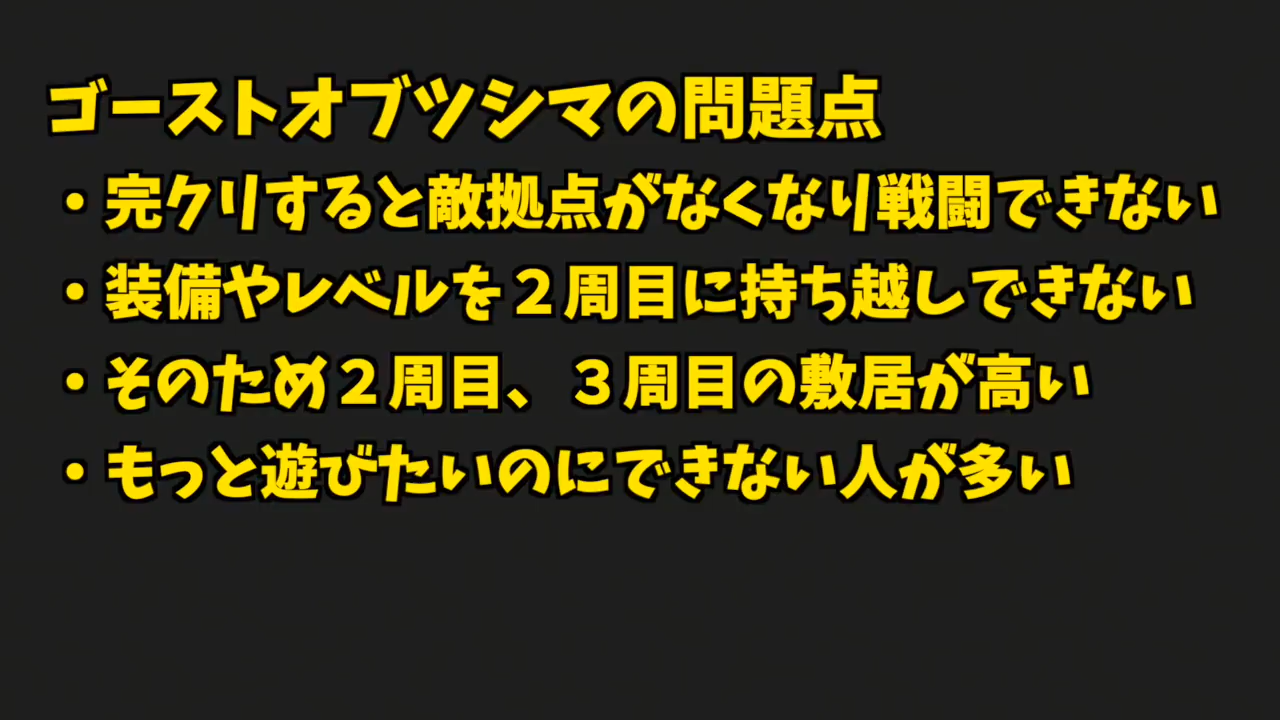 ゴーストオブツシマの問題点
・完クリすると敵拠点がなくなり戦闘できない
・装備やレベルを２周目に持ち越しできない
・そのため２周目、３周目の敷居が高い
・もっと遊びたいのにできない人が多い